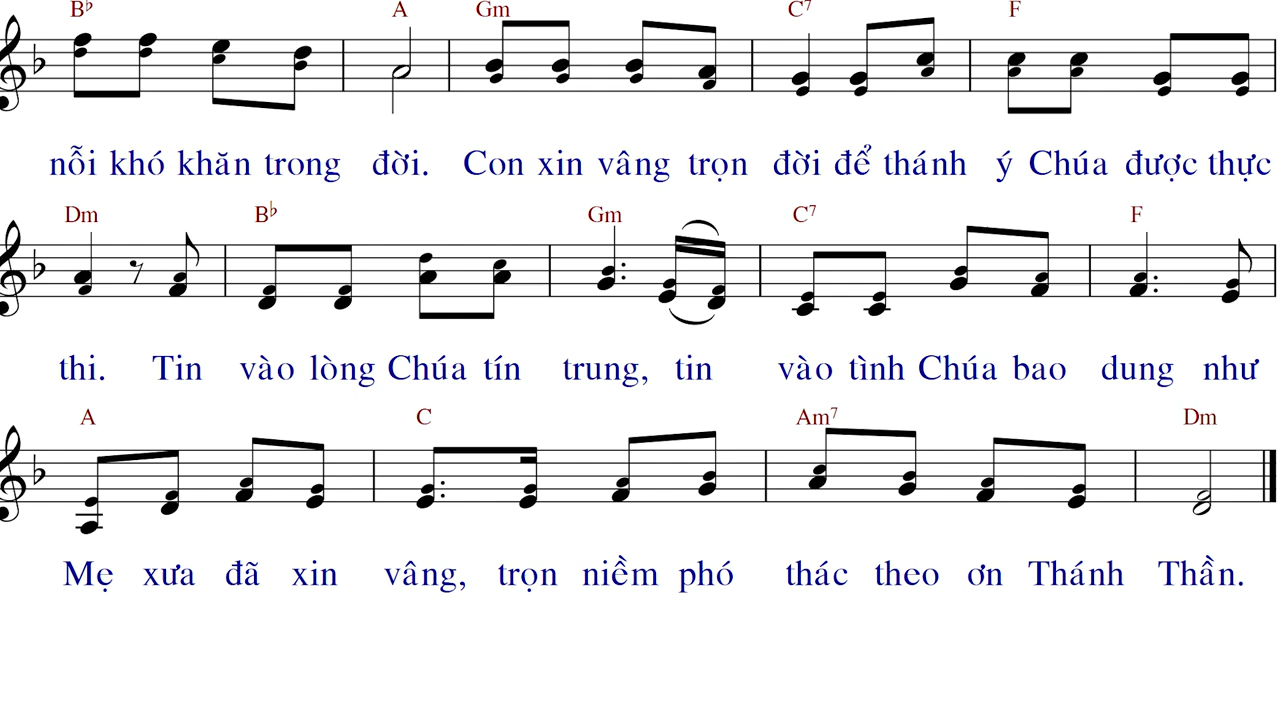 B♭ A Gm C7 F
nỗi khó khăn trong đời. Con xin vâng trọn đời để thánh ý Chúa được thực
Dm B♭ Gm C7 F
thi. Tin vào lòng Chúa tín trung, tin vào tình Chúa bao dung như
A C Am7 Dm
Mẹ xưa đã xin vâng, trọn niềm phó thác theo ơn Thánh Thần.